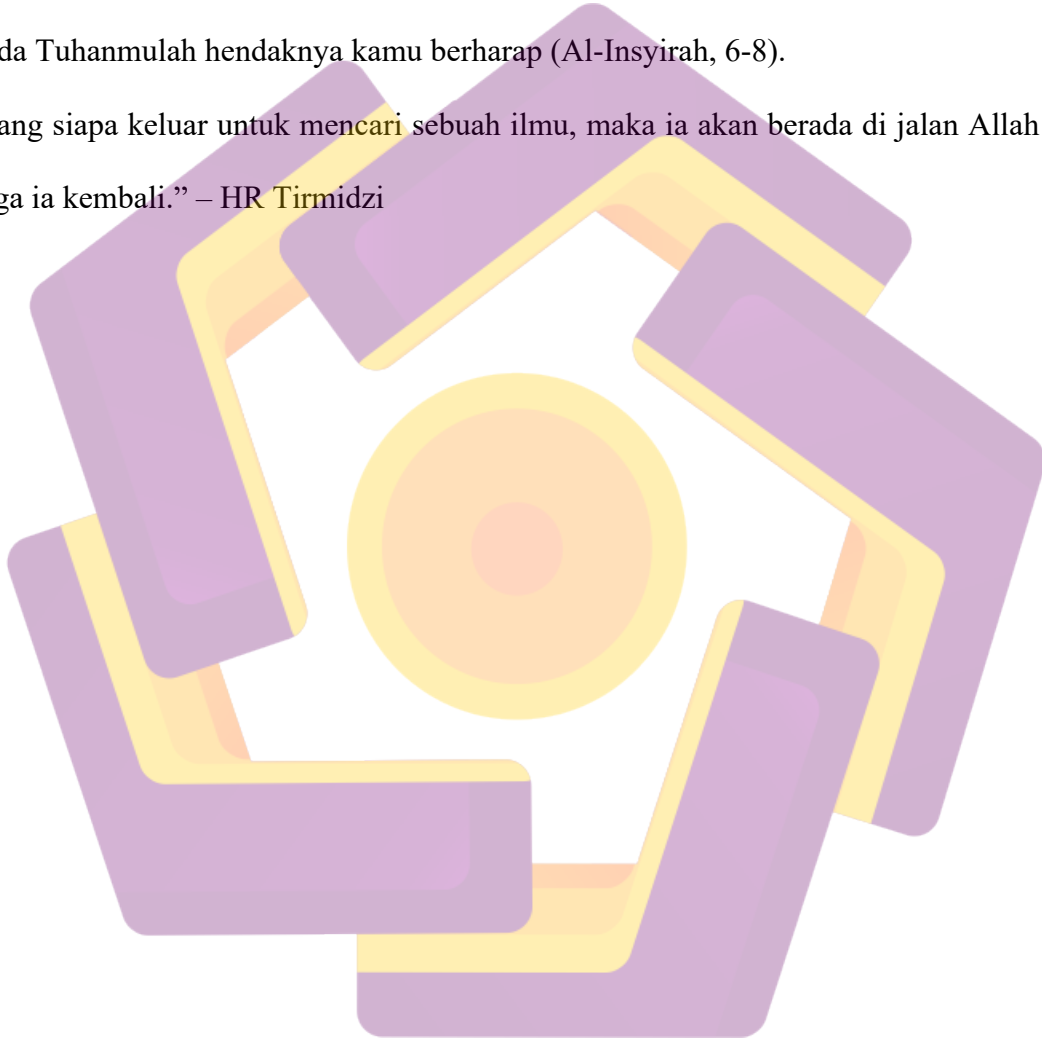 da Tuhanmulah hendaknya kamu berharap (Al-Insyirah, 6-8).
ang siapa keluar untuk mencari sebuah ilmu, maka ia akan berada di jalan Allah
ga ia kembali.” – HR Tirmidzi